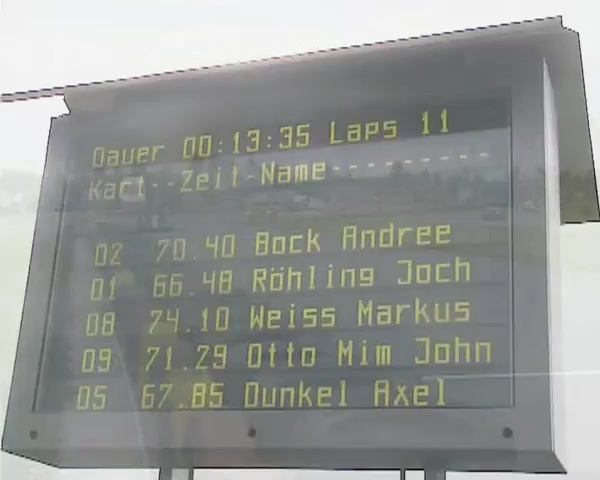 Dauer 00:13:35 Laps 11
Kart--Zeit-Name----------
02 70.40 Bock Andree
01 66.48 Röhling Joch
08 74.10 Weiss Markus
09 71.29 Otto Mim John
05 67.85 Dunkel Axel